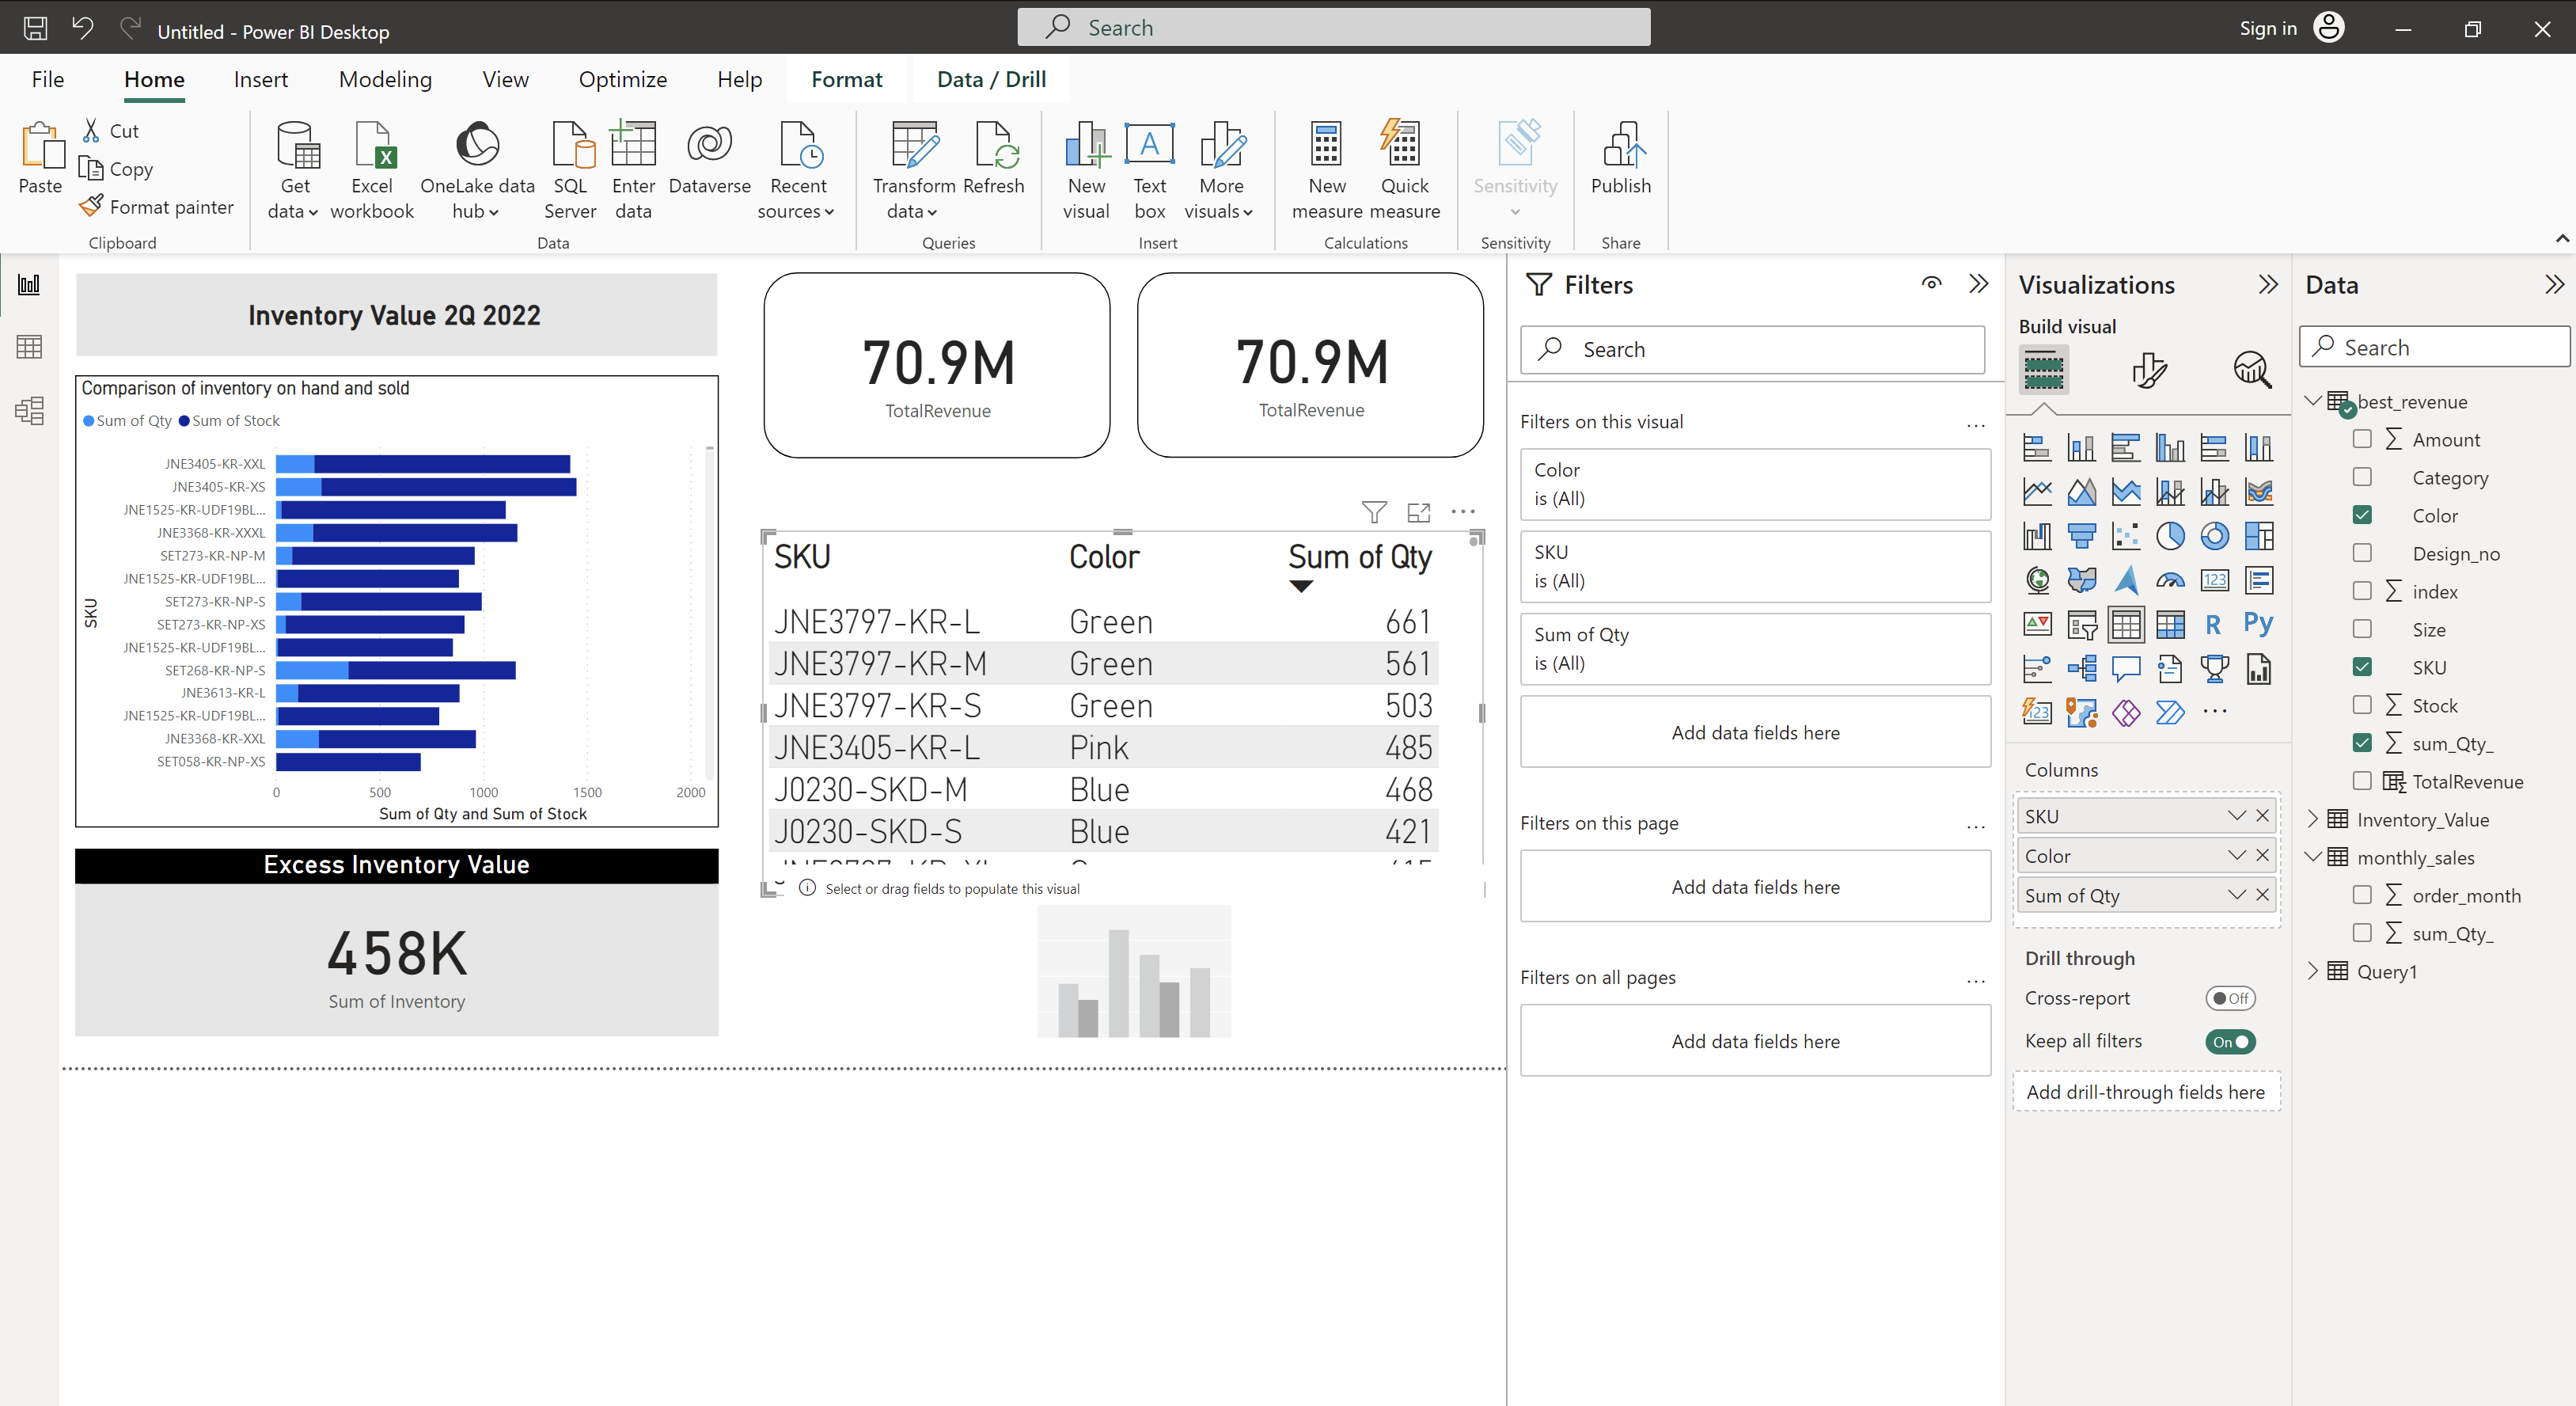 Untitled - Power BI Desktop
Search
Sign in
File
Home
Insert
Modeling
View
Optimize
Help
Format
Data / Drill
Paste
Cut
Copy
Format painter
Clipboard
Get data
Excel workbook
OneLake data hub
SQL Server
Enter data
Dataverse
Recent sources
Data
Transform data
Refresh
Queries
New visual
Text box
More visuals
Insert
New measure
Quick measure
Calculations
Sensitivity
Sensitivity
Publish
Share
Inventory Value 2Q 2022
Comparison of inventory on hand and sold
Sum of Qty
Sum of Stock
SKU
JNE3405-KR-XXL
JNE3405-KR-XS
JNE1525-KR-UDF19BL...
JNE3368-KR-XXXL
SET273-KR-NP-M
JNE1525-KR-UDF19BL...
SET273-KR-NP-S
SET273-KR-NP-XS
JNE1525-KR-UDF19BL...
SET268-KR-NP-S
JNE3613-KR-L
JNE1525-KR-UDF19BL...
JNE3368-KR-XXL
SET058-KR-NP-XS
0 500 1000 1500 2000
Sum of Qty and Sum of Stock
Excess Inventory Value
458K
Sum of Inventory
70.9M
TotalRevenue
70.9M
TotalRevenue
SKU Color Sum of Qty
JNE3797-KR-L Green 661
JNE3797-KR-M Green 561
JNE3797-KR-S Green 503
JNE3405-KR-L Pink 485
J0230-SKD-M Blue 468
J0230-SKD-S Blue 421
Select or drag fields to populate this visual
Filters
Search
Filters on this visual
...
Color
is (All)
SKU
is (All)
Sum of Qty
is (All)
Add data fields here
Filters on this page
...
Add data fields here
Filters on all pages
...
Add data fields here
Visualizations
Build visual
123
R
Py
123
...
Columns
SKU
Color
Sum of Qty
Drill through
Cross-report
Off
Keep all filters
On
Add drill-through fields here
Data
Search
best_revenue
Amount
Category
Color
Design_no
index
Size
SKU
Stock
sum_Qty_
TotalRevenue
Inventory_Value
monthly_sales
order_month
sum_Qty_
Query1